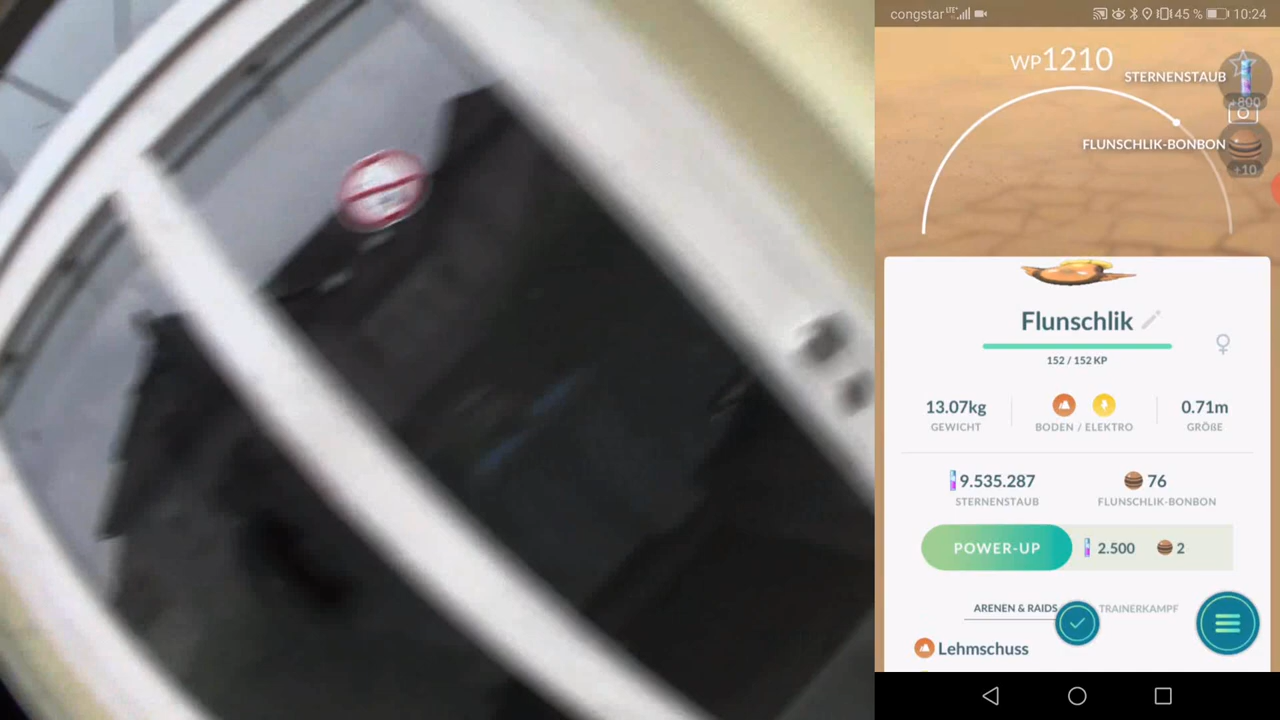 congstar 45 % 10:24
WP1210
STERNENSTAUB
+800
FLUNSCHLIK-BONBON
+10
Flunschlik
152 / 152 KP
13.07kg
GEWICHT
BODEN / ELEKTRO
0.71m
GRÖßE
9.535.287
STERNENSTAUB
76
FLUNSCHLIK-BONBON
POWER-UP 2.500 2
ARENEN & RAIDS TRAINERKAMPF
Lehmschuss